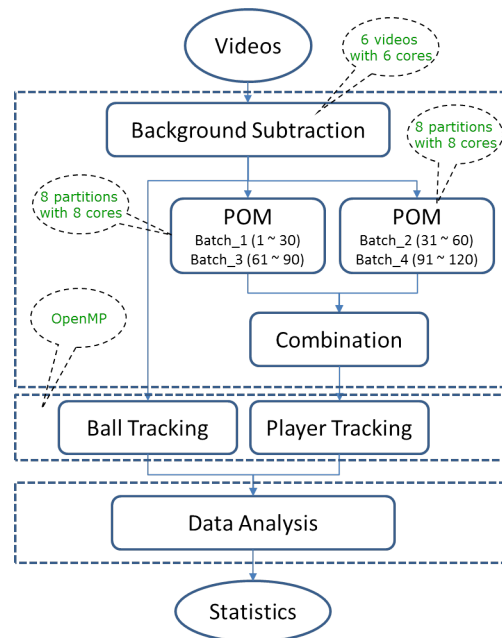 Videos
6 videos
with 6 cores
Background Subtraction
8 partitions
with 8 cores
8 partitions
with 8 cores
POM
Batch_1 (1 ~ 30)
Batch_3 (61 ~ 90)
POM
Batch_2 (31 ~ 60)
Batch_4 (91 ~ 120)
OpenMP
Combination
Ball Tracking
Player Tracking
Data Analysis
Statistics